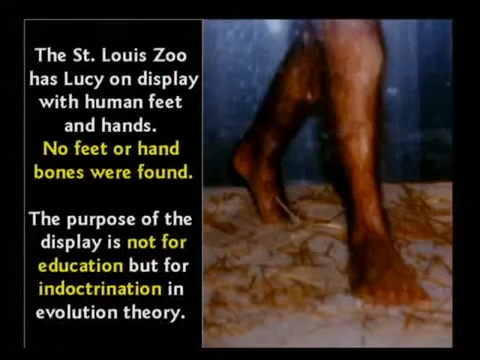 The St. Louis Zoo
has Lucy on display
with human feet
and hands.
No feet or hand
bones were found.
The purpose of the
display is not for
education but for
indoctrination in
evolution theory.